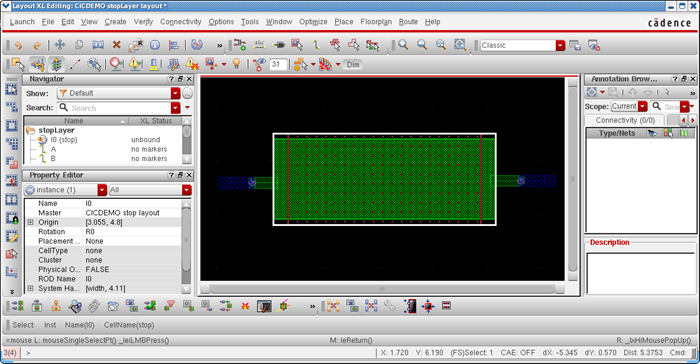 Layout XL Editing: CICDEMO stopLayer layout *
Launch File Edit View Create Verify Connectivity Options Tools Window Optimize Place Floorplan Route Help
cādence
Classic
31
Dim
Navigator
Show: Default
Search: Search
Name XL Status
stopLayer
I0 (stop) unbound
A no markers
B no markers
Property Editor
instance (1) All
Name I0
Master CICDEMO stop layout
Origin [3.055, 4.8]
Rotation R0
Placement ... None
CellType none
Cluster none
Physical O... FALSE
ROD Name I0
System Ha... [width, 4.11]
Annotation Brow...
Scope: Current Sea
Connectivity (0/0)
Type/Nets
Description
Select: Inst Name(I0) CellName(stop)
mouse L: mouseSingleSelectPt() _leiLMBPress() M: leReturn() R: _lxHiMousePopUp()
3(4) > X: 1.720 Y: 6.190 (FS)Select: 1 CAE: OFF dX: -5.345 dY: 0.570 Dist: 5.3753 Cmd: